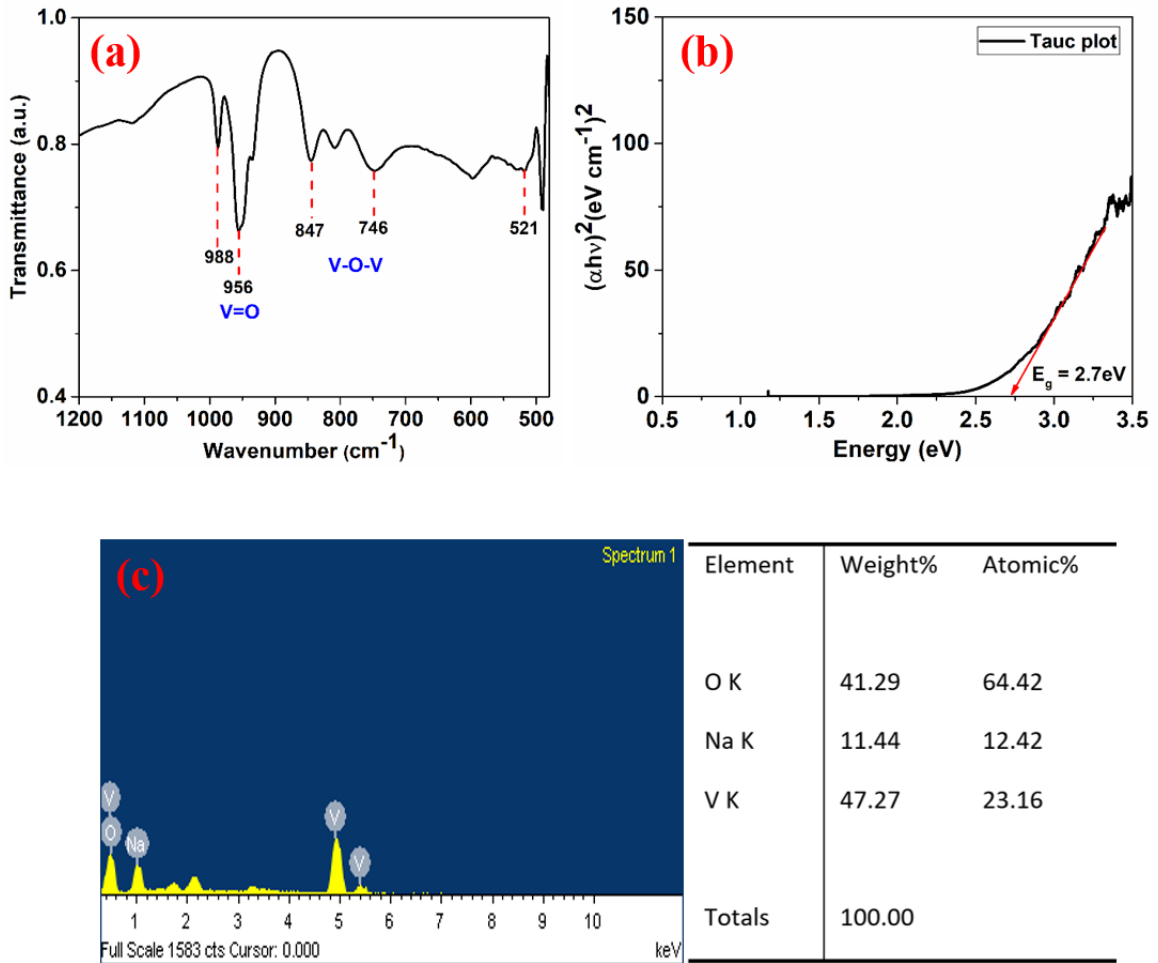 (a)
1.0
0.8
0.6
0.4
Transmittance (a.u.)
988
956
V=O
847
746
V-O-V
521
1200 1100 1000 900 800 700 600 500
Wavenumber (cm-1)
(b)
Tauc plot
150
100
50
0
(αhν)2(eV cm-1)2
Eg = 2.7eV
0.5 1.0 1.5 2.0 2.5 3.0 3.5
Energy (eV)
(c)
Spectrum 1
V
O
Na
V
V
1 2 3 4 5 6 7 8 9 10
Full Scale 1583 cts Cursor: 0.000 keV
Element Weight% Atomic%
O K 41.29 64.42
Na K 11.44 12.42
V K 47.27 23.16
Totals 100.00